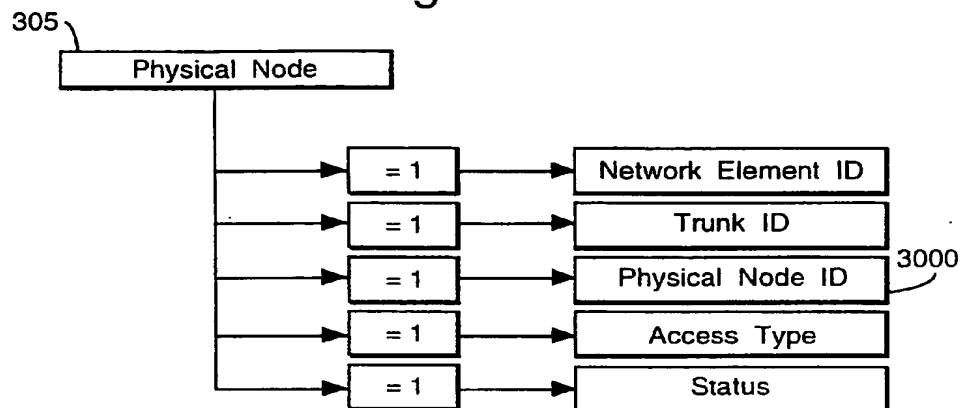 305
Physical Node
= 1 Network Element ID
= 1 Trunk ID
= 1 Physical Node ID
3000
= 1 Access Type
= 1 Status